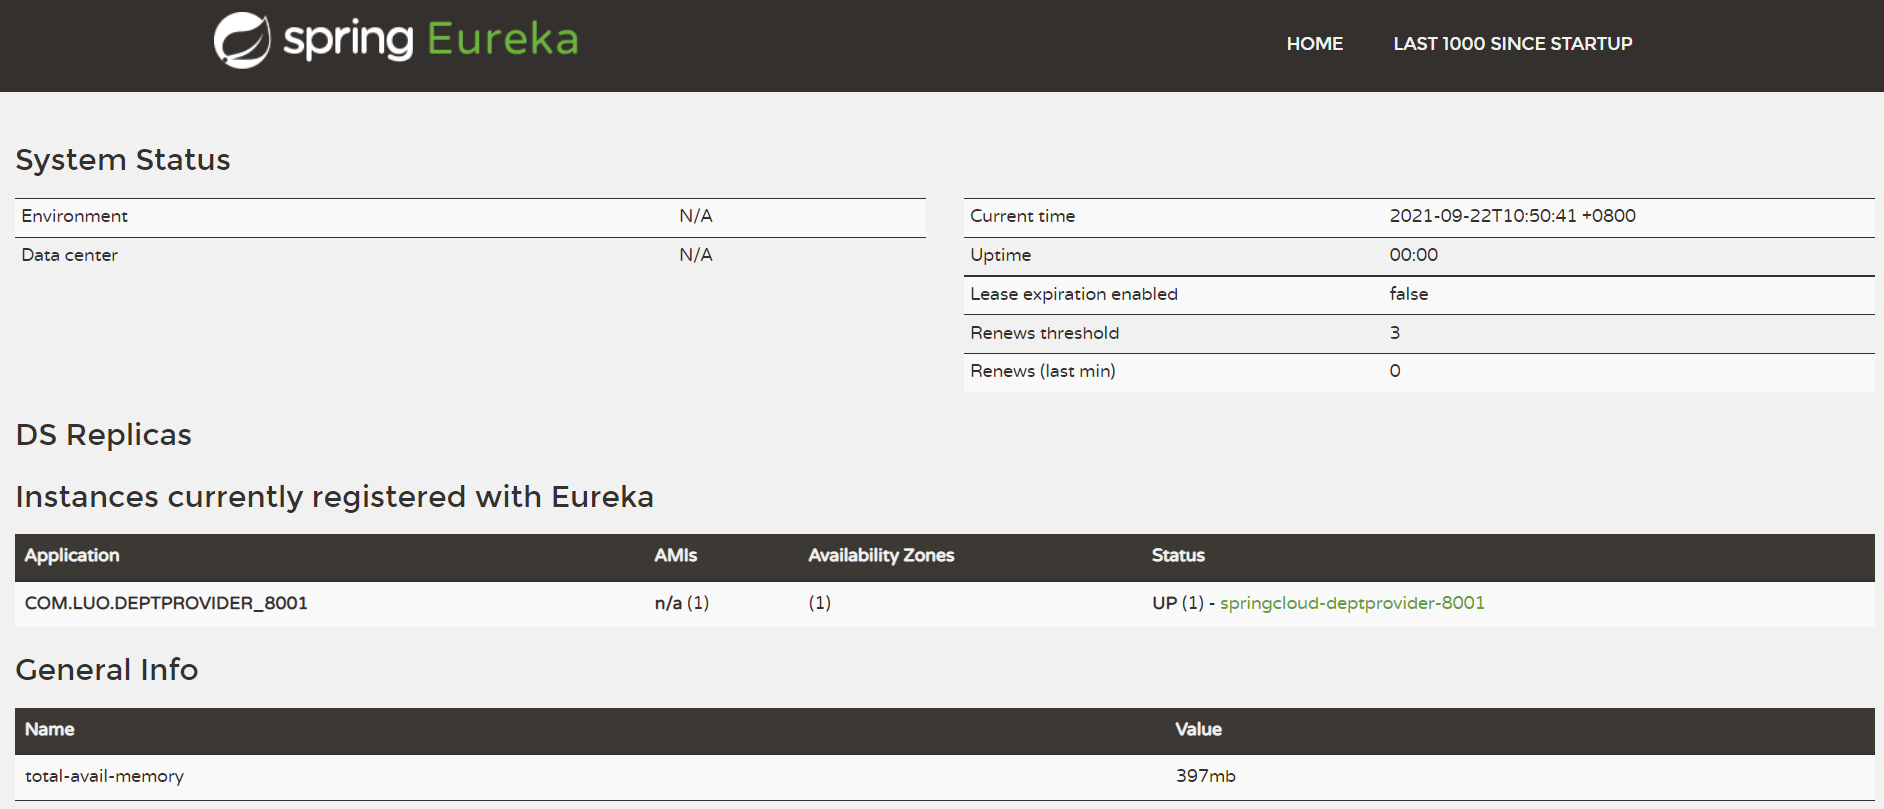 spring Eureka
HOME LAST 1000 SINCE STARTUP
System Status
Environment N/A
Data center N/A
Current time 2021-09-22T10:50:41 +0800
Uptime 00:00
Lease expiration enabled false
Renews threshold 3
Renews (last min) 0
DS Replicas
Instances currently registered with Eureka
Application AMIs Availability Zones Status
COM.LUO.DEPTPROVIDER_8001 n/a (1) (1) UP (1) - springcloud-deptprovider-8001
General Info
Name Value
total-avail-memory 397mb